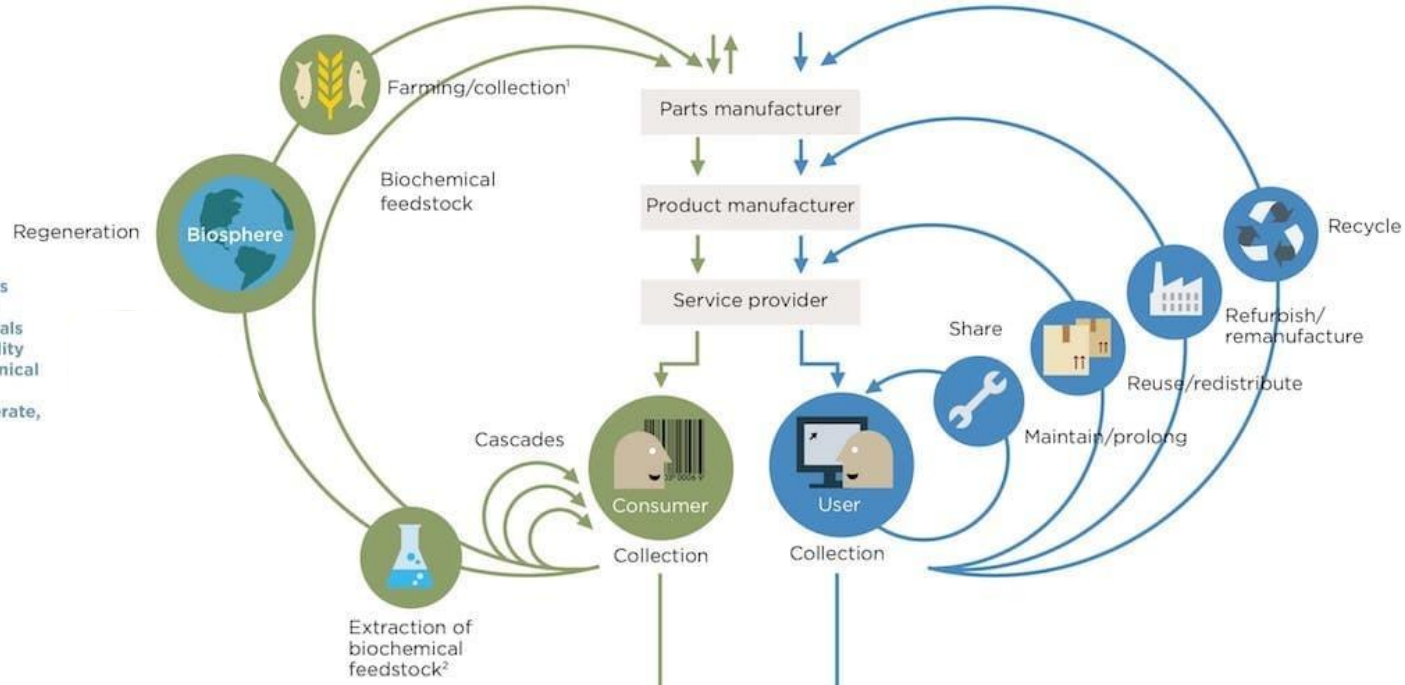 Farming/collection¹
Parts manufacturer
Biochemical
feedstock
Product manufacturer
Regeneration
Biosphere
Recycle
Service provider
Share
Refurbish/
remanufacture
Reuse/redistribute
Maintain/prolong
Cascades
Consumer
User
Collection
Collection
Extraction of
biochemical
feedstock²